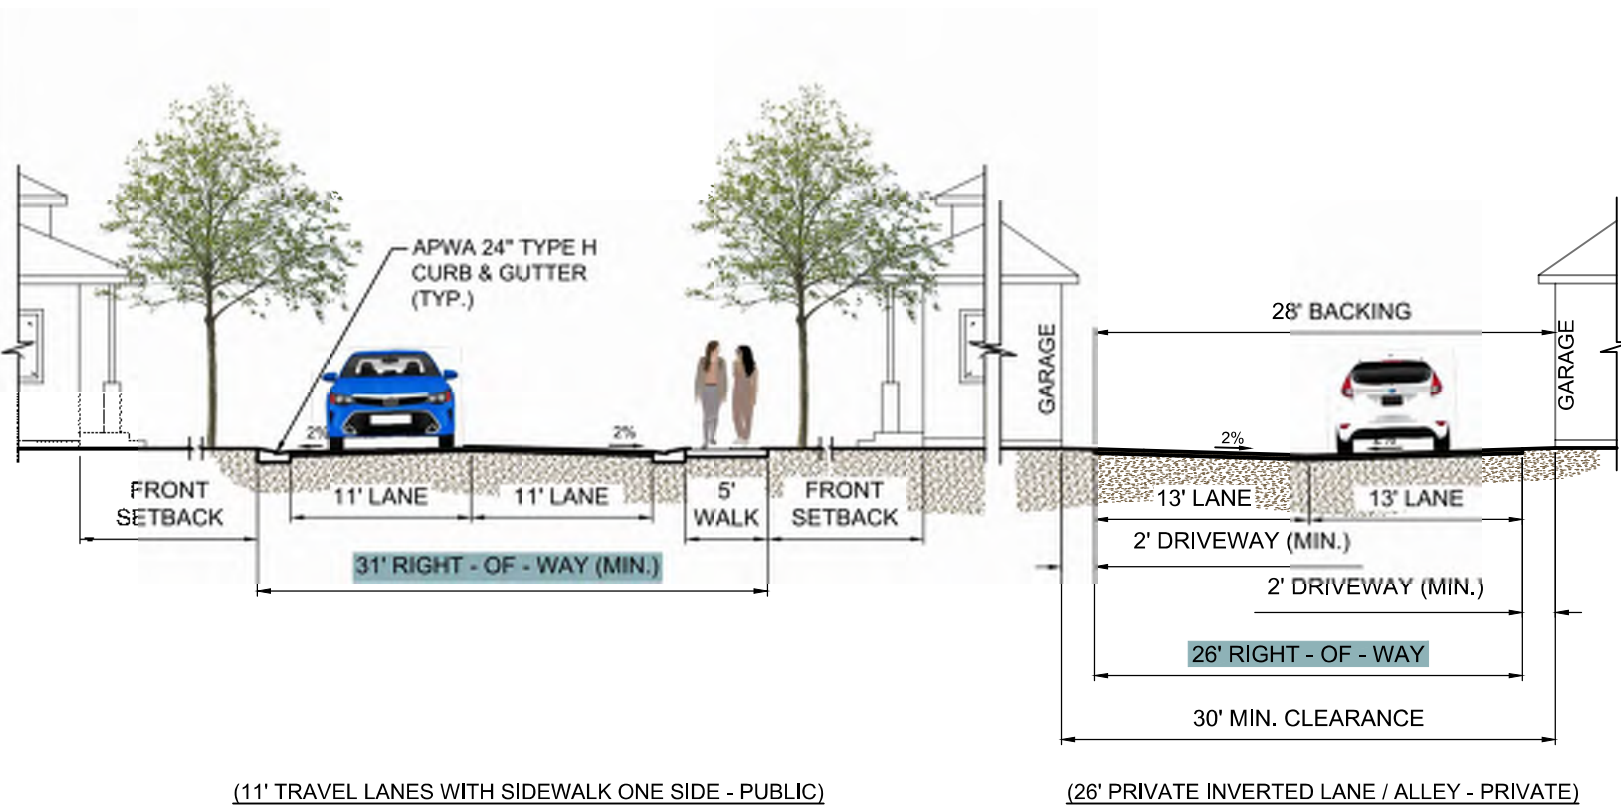 APWA 24" TYPE H
CURB & GUTTER
(TYP.)
2%
2%
FRONT
SETBACK
11' LANE
11' LANE
5'
WALK
FRONT
SETBACK
31' RIGHT - OF - WAY (MIN.)
(11' TRAVEL LANES WITH SIDEWALK ONE SIDE - PUBLIC)
GARAGE
28' BACKING
GARAGE
2%
2%
13' LANE
13' LANE
2' DRIVEWAY (MIN.)
2' DRIVEWAY (MIN.)
26' RIGHT - OF - WAY
30' MIN. CLEARANCE
(26' PRIVATE INVERTED LANE / ALLEY - PRIVATE)